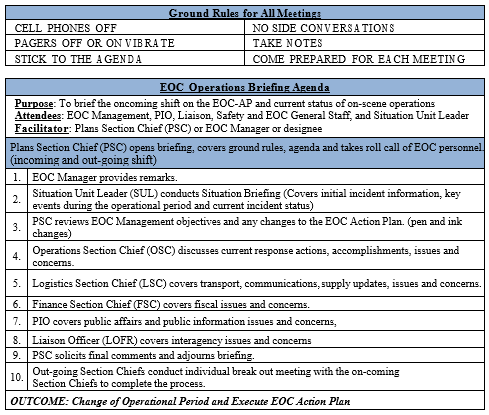 Ground Rules for All Meetings
CELL PHONES OFF
NO SIDE CONVERSATIONS
PAGERS OFF OR ON VIBRATE
TAKE NOTES
STICK TO THE AGENDA
COME PREPARED FOR EACH MEETING
EOC Operations Briefing Agenda
Purpose: To brief the oncoming shift on the EOC-AP and current status of on-scene operations
Attendees: EOC Management, PIO, Liaison, Safety and EOC General Staff, and Situation Unit Leader
Facilitator: Plans Section Chief (PSC) or EOC Manager or designee
Plans Section Chief (PSC) opens briefing, covers ground rules, agenda and takes roll call of EOC personnel.
(incoming and out-going shift)
1. EOC Manager provides remarks.
2. Situation Unit Leader (SUL) conducts Situation Briefing (Covers initial incident information, key
events during the operational period and current incident status)
3. PSC reviews EOC Management objectives and any changes to the EOC Action Plan. (pen and ink
changes)
4. Operations Section Chief (OSC) discusses current response actions, accomplishments, issues and
concerns.
5. Logistics Section Chief (LSC) covers transport, communications, supply updates, issues and concerns.
6. Finance Section Chief (FSC) covers fiscal issues and concerns.
7. PIO covers public affairs and public information issues and concerns,
8. Liaison Officer (LOFR) covers interagency issues and concerns
9. PSC solicits final comments and adjourns briefing.
10. Out-going Section Chiefs conduct individual break out meeting with the on-coming
Section Chiefs to complete the process.
OUTCOME: Change of Operational Period and Execute EOC Action Plan